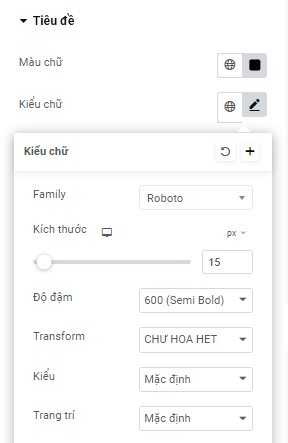 Tiêu đề
Màu chữ
Kiểu chữ
Kiểu chữ
Family Roboto
Kích thước px
15
Độ đậm 600 (Semi Bold)
Transform CHỮ HOA HẾT
Kiểu Mặc định
Trang trí Mặc định